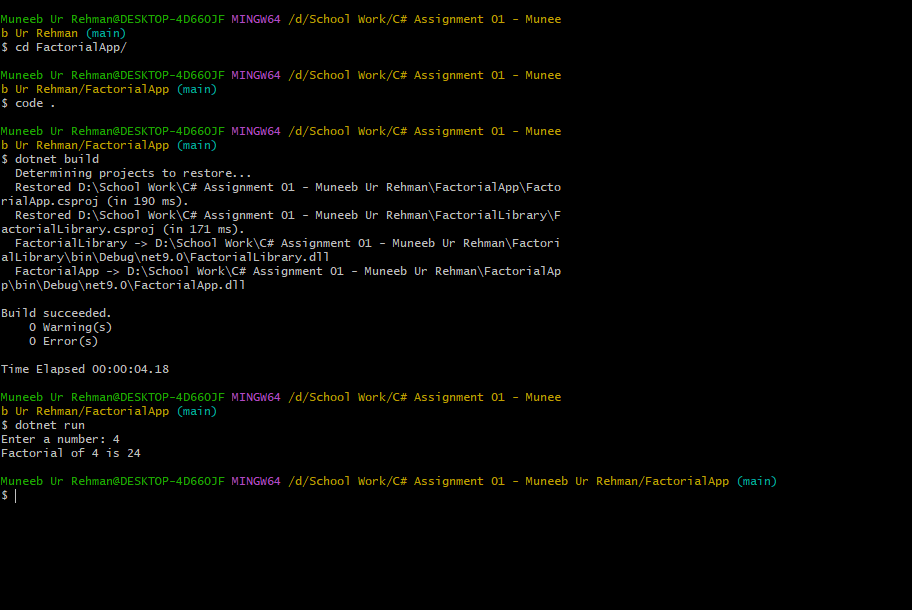 Muneeb Ur Rehman@DESKTOP-4D66OJF MINGW64 /d/School Work/C# Assignment 01 - Munee
b Ur Rehman (main)
$ cd FactorialApp/
Muneeb Ur Rehman@DESKTOP-4D66OJF MINGW64 /d/School Work/C# Assignment 01 - Munee
b Ur Rehman/FactorialApp (main)
$ code .
Muneeb Ur Rehman@DESKTOP-4D66OJF MINGW64 /d/School Work/C# Assignment 01 - Munee
b Ur Rehman/FactorialApp (main)
$ dotnet build
  Determining projects to restore...
  Restored D:\School Work\C# Assignment 01 - Muneeb Ur Rehman\FactorialApp\Facto
rialApp.csproj (in 190 ms).
  Restored D:\School Work\C# Assignment 01 - Muneeb Ur Rehman\FactorialLibrary\F
actorialLibrary.csproj (in 171 ms).
  FactorialLibrary -> D:\School Work\C# Assignment 01 - Muneeb Ur Rehman\Factori
alLibrary\bin\Debug\net9.0\FactorialLibrary.dll
  FactorialApp -> D:\School Work\C# Assignment 01 - Muneeb Ur Rehman\FactorialAp
p\bin\Debug\net9.0\FactorialApp.dll
Build succeeded.
    0 Warning(s)
    0 Error(s)
Time Elapsed 00:00:04.18
Muneeb Ur Rehman@DESKTOP-4D66OJF MINGW64 /d/School Work/C# Assignment 01 - Munee
b Ur Rehman/FactorialApp (main)
$ dotnet run
Enter a number: 4
Factorial of 4 is 24
Muneeb Ur Rehman@DESKTOP-4D66OJF MINGW64 /d/School Work/C# Assignment 01 - Muneeb Ur Rehman/FactorialApp (main)
$